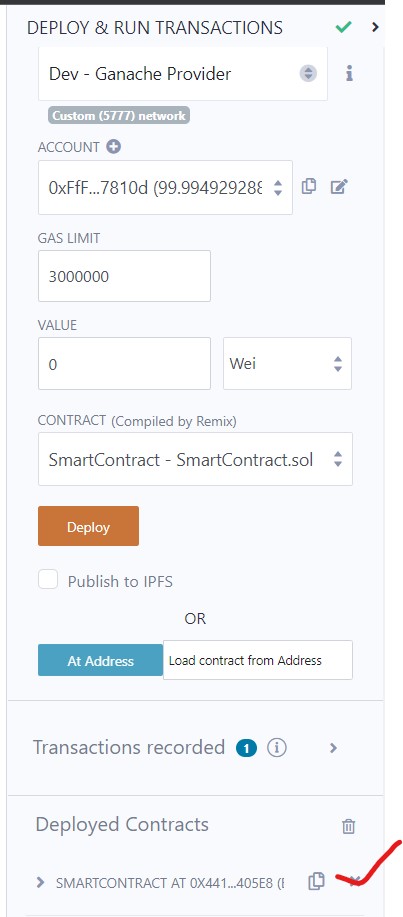 DEPLOY & RUN TRANSACTIONS
Dev - Ganache Provider
Custom (5777) network
ACCOUNT
0xFfF...7810d (99.994929288
GAS LIMIT
3000000
VALUE
0 Wei
CONTRACT (Compiled by Remix)
SmartContract - SmartContract.sol
Deploy
Publish to IPFS
OR
At Address Load contract from Address
Transactions recorded 1
Deployed Contracts
SMARTCONTRACT AT 0X441...405E8 (